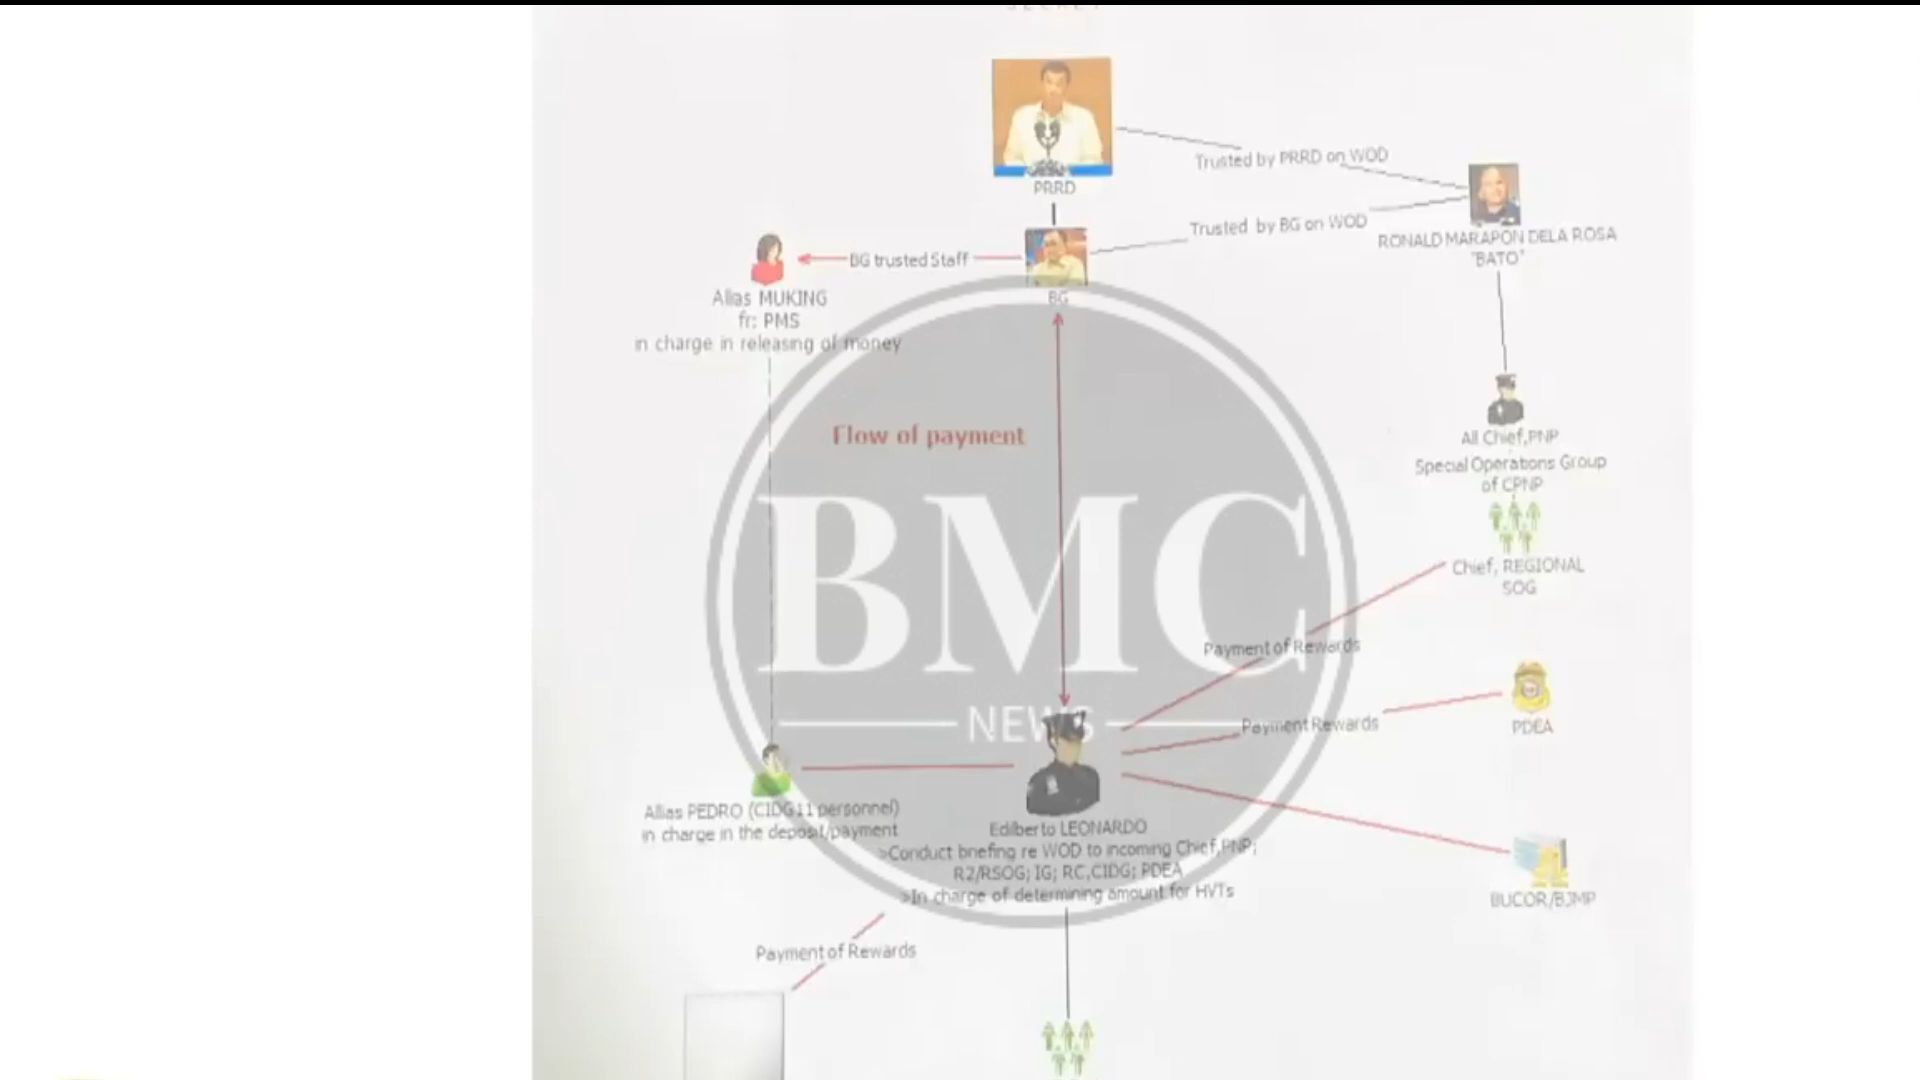 SECRET
PRRD
Trusted by PRRD on WOD
Trusted by BG on WOD
RONALD MARAPON DELA ROSA
"BATO"
BG trusted Staff
BG
Alias MUKING
fr: PMS
in charge in releasing of money
Flow of payment
All Chief,PNP
Special Operations Group
of CPNP
Chief, REGIONAL
SOG
BMC
NEWS
Payment of Rewards
Payment Rewards
PDEA
Allias PEDRO (CIDG11 personnel)
in charge in the deposit/payment
Edilberto LEONARDO
>Conduct briefing re WOD to incoming Chief,PNP;
R2/RSOG; IG; RC,CIDG; PDEA
>In charge of determining amount for HVTs
BUCOR/BJMP
Payment of Rewards